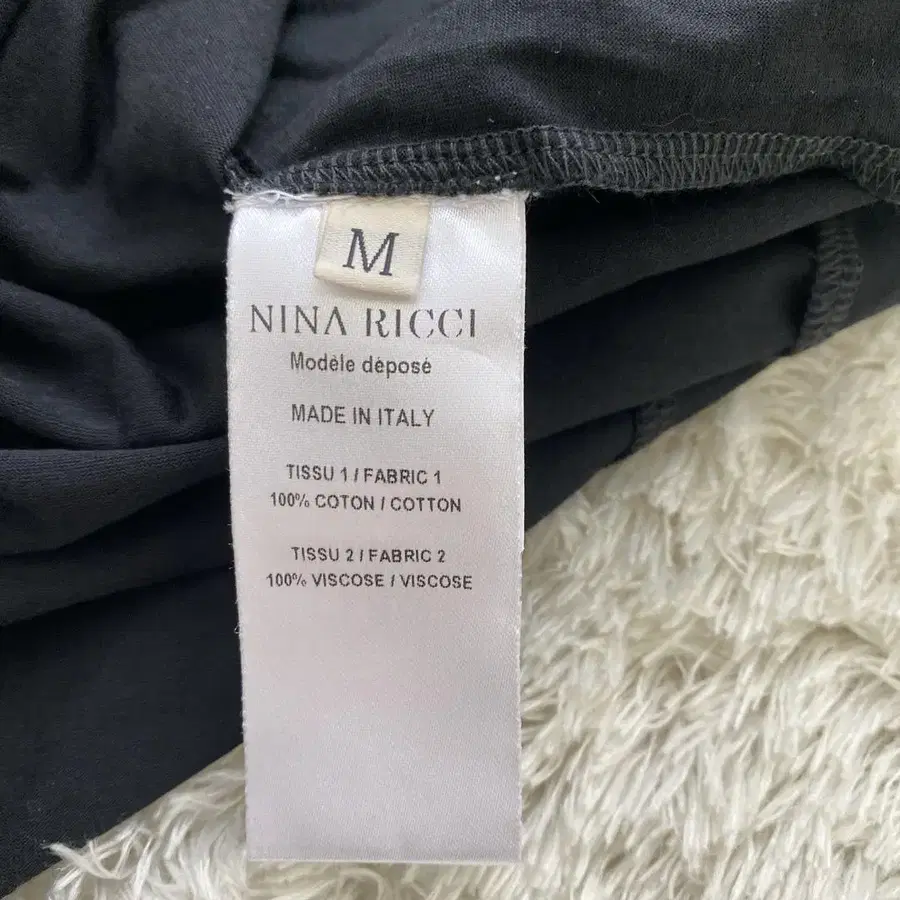 M
NINA RICCI
Modèle déposé
MADE IN ITALY
TISSU 1 / FABRIC 1
100% COTON / COTTON
TISSU 2 / FABRIC 2
100% VISCOSE / VISCOSE